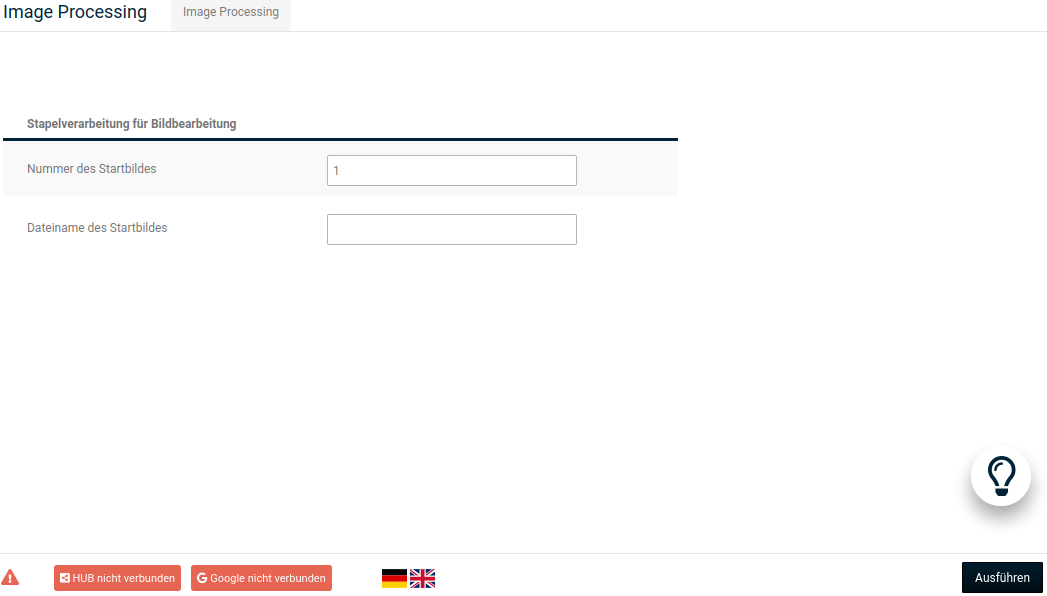 Image Processing
Image Processing
Stapelverarbeitung für Bildbearbeitung
Nummer des Startbildes
1
Dateiname des Startbildes
HUB nicht verbunden
Google nicht verbunden
Ausführen